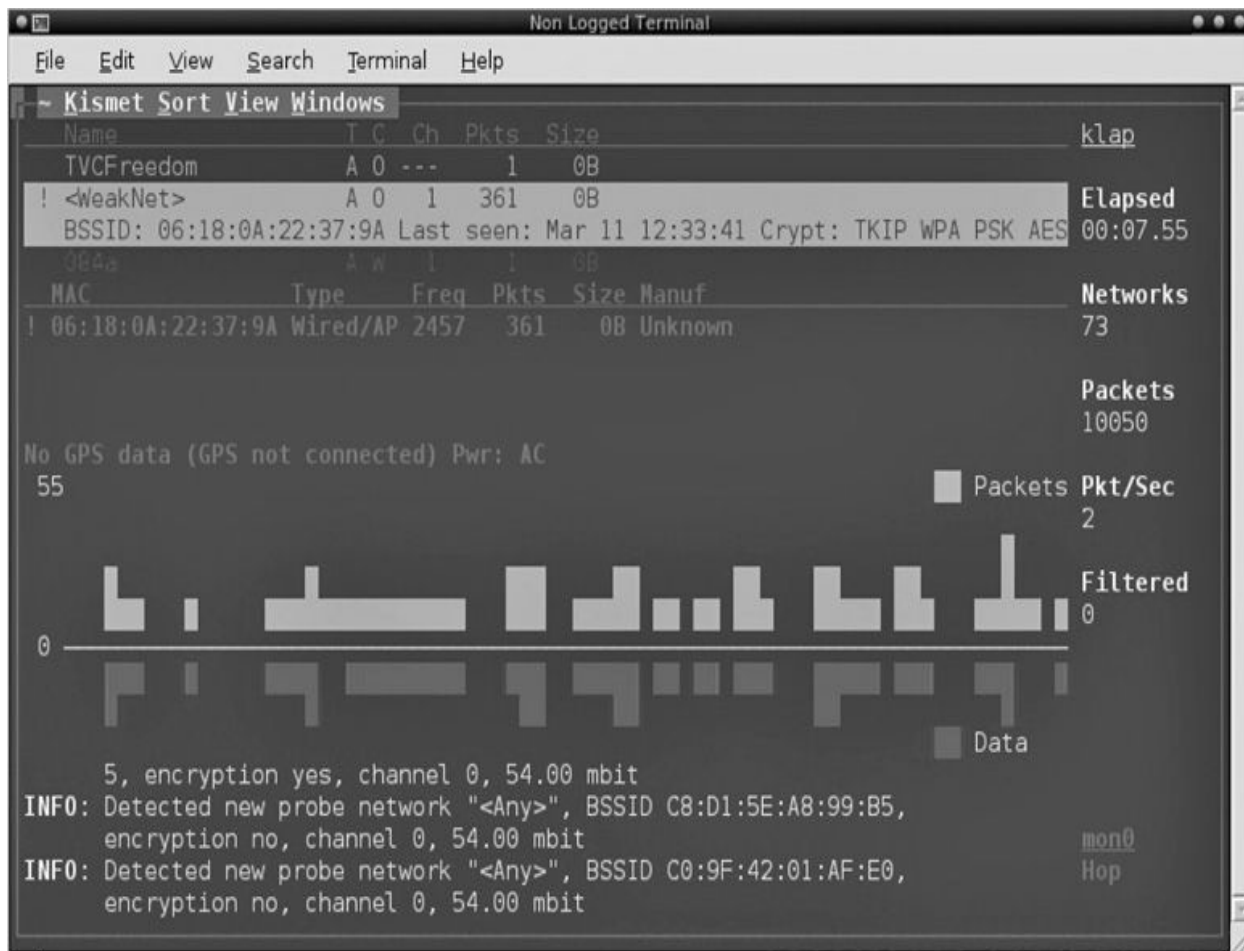 Non Logged Terminal
File Edit View Search Terminal Help
~ Kismet Sort View Windows
Name T C Ch Pkts Size
klap
TVCFreedom A O --- 1 0B
! <WeakNet> A O 1 361 0B
Elapsed
BSSID: 06:18:0A:22:37:9A Last seen: Mar 11 12:33:41 Crypt: TKIP WPA PSK AES
00:07.55
084a A W 1 1 0B
MAC Type Freq Pkts Size Manuf
Networks
! 06:18:0A:22:37:9A Wired/AP 2457 361 0B Unknown
73
Packets
10050
No GPS data (GPS not connected) Pwr: AC
55
Packets
Pkt/Sec
2
Filtered
0
0
Data
5, encryption yes, channel 0, 54.00 mbit
INFO: Detected new probe network "<Any>", BSSID C8:D1:5E:A8:99:B5,
encryption no, channel 0, 54.00 mbit
mon0
INFO: Detected new probe network "<Any>", BSSID C0:9F:42:01:AF:E0,
Hop
encryption no, channel 0, 54.00 mbit